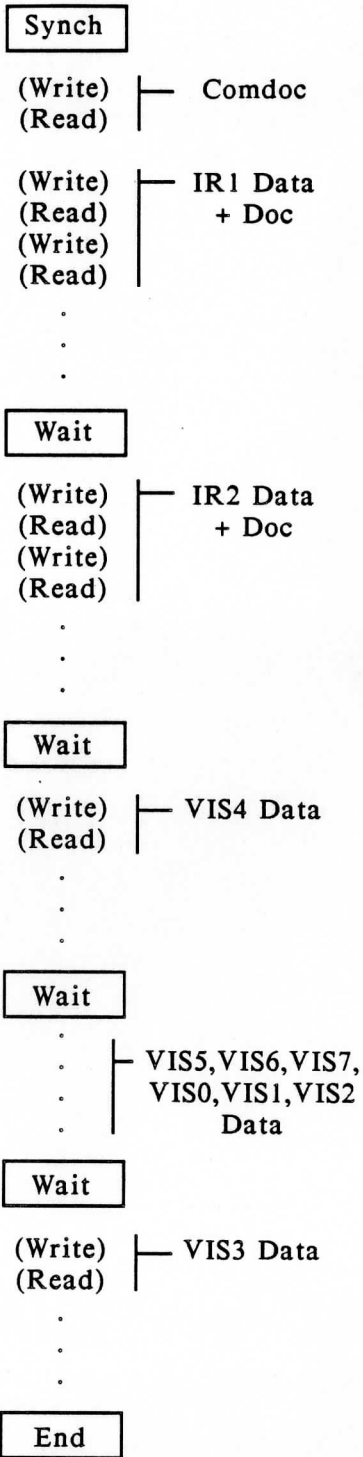 Synch
(Write) Comdoc
(Read)
(Write) IR1 Data
(Read) + Doc
(Write)
(Read)
Wait
(Write) IR2 Data
(Read) + Doc
(Write)
(Read)
Wait
(Write) VIS4 Data
(Read)
Wait
VIS5,VIS6,VIS7,
VIS0,VIS1,VIS2
Data
Wait
(Write) VIS3 Data
(Read)
End